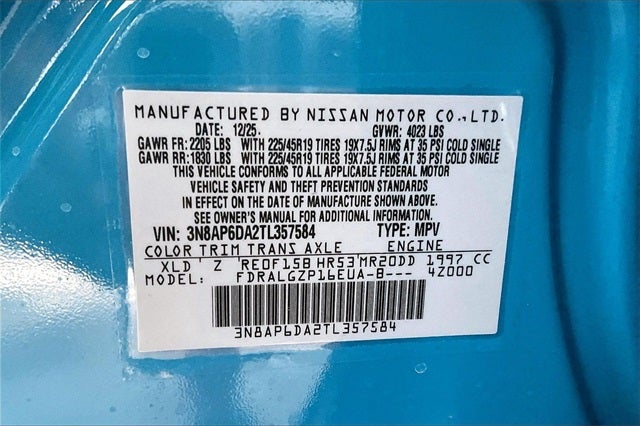 MANUFACTURED BY NISSAN MOTOR CO., LTD.
DATE: 12/25. GVWR: 4023 LBS
GAWR FR: 2205 LBS WITH 225/45R19 TIRES 19X7.5J RIMS AT 35 PSI COLD SINGLE
GAWR RR: 1830 LBS WITH 225/45R19 TIRES 19X7.5J RIMS AT 35 PSI COLD SINGLE
THIS VEHICLE CONFORMS TO ALL APPLICABLE FEDERAL MOTOR
VEHICLE SAFETY AND THEFT PREVENTION STANDARDS
IN EFFECT ON THE DATE OF MANUFACTURE SHOWN ABOVE.
SEE OWNER'S MANUAL FOR ADDITIONAL INFORMATION.
VIN: 3N8AP6DA2TL357584 TYPE: MPV
COLOR TRIM TRANS AXLE ENGINE
XLD Z RE0F15B HR53 MR20DD 1997 CC
MODEL: FDRALGZP16EUA-B--- 4Z000
3N8AP6DA2TL357584